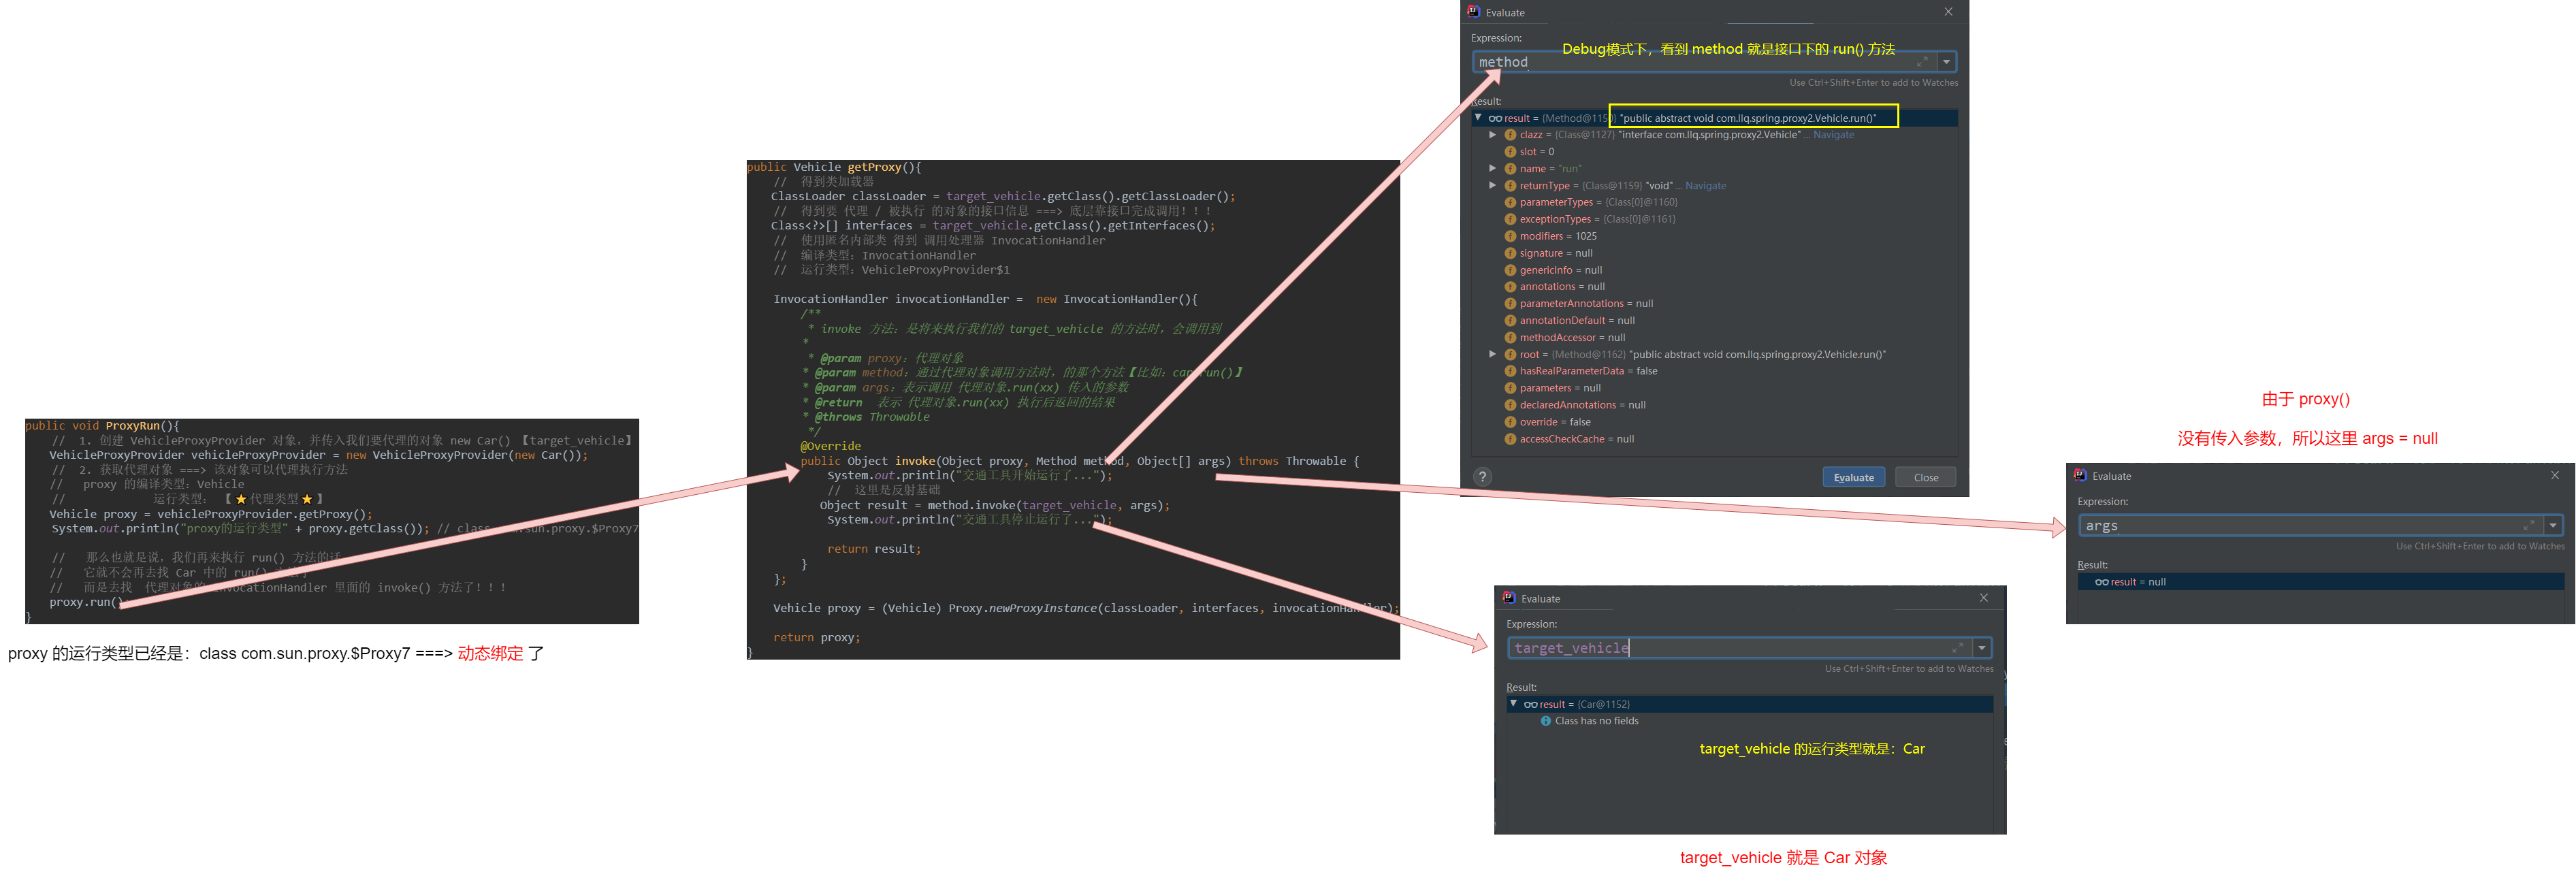 public void ProxyRun(){
//  1. 创建 VehicleProxyProvider 对象，并传入我们要代理的对象 new Car() 【target_vehicle】
VehicleProxyProvider vehicleProxyProvider = new VehicleProxyProvider(new Car());
//  2. 获取代理对象 ===> 该对象可以代理执行方法
//   proxy 的编译类型：Vehicle
//             运行类型： 【⭐代理类型⭐】
Vehicle proxy = vehicleProxyProvider.getProxy();
System.out.println("proxy的运行类型" + proxy.getClass()); // class com.sun.proxy.$Proxy7
//   那么也就是说，我们再来执行 run() 方法的话
//   它就不会再去找 Car 中的 run()
//   而是去找  代理对象的 InvocationHandler 里面的 invoke() 方法了！！！
proxy.run();
}
proxy 的运行类型已经是：class com.sun.proxy.$Proxy7 ===> 动态绑定 了
public Vehicle getProxy(){
//  得到类加载器
ClassLoader classLoader = target_vehicle.getClass().getClassLoader();
//  得到要 代理 / 被执行 的对象的接口信息 ===> 底层靠接口完成调用！！！
Class<?>[] interfaces = target_vehicle.getClass().getInterfaces();
//  使用匿名内部类 得到 调用处理器 InvocationHandler
//  编译类型：InvocationHandler
//  运行类型：VehicleProxyProvider$1
InvocationHandler invocationHandler =  new InvocationHandler(){
/**
* invoke 方法：是将来执行我们的 target_vehicle 的方法时，会调用到
*
* @param proxy：代理对象
* @param method：通过代理对象调用方法时，的那个方法【比如：car.run()】
* @param args：表示调用 代理对象.run(xx) 传入的参数
* @return  表示 代理对象.run(xx) 执行后返回的结果
* @throws Throwable
*/
@Override
public Object invoke(Object proxy, Method method, Object[] args) throws Throwable {
System.out.println("交通工具开始运行了...");
//  这里是反射基础
Object result = method.invoke(target_vehicle, args);
System.out.println("交通工具停止运行了...");
return result;
}
};
Vehicle proxy = (Vehicle) Proxy.newProxyInstance(classLoader, interfaces, invocationHandler);
return proxy;
}
Evaluate
Expression:
Debug模式下，看到 method 就是接口下的 run() 方法
method
Use Ctrl+Shift+Enter to add to Watches
Result:
result = {Method@1150} "public abstract void com.llq.spring.proxy2.Vehicle.run()"
clazz = {Class@1127} "interface com.llq.spring.proxy2.Vehicle" ... Navigate
slot = 0
name = "run"
returnType = {Class@1159} "void" ... Navigate
parameterTypes = {Class[0]@1160}
exceptionTypes = {Class[0]@1161}
modifiers = 1025
signature = null
genericInfo = null
annotations = null
parameterAnnotations = null
annotationDefault = null
methodAccessor = null
root = {Method@1162} "public abstract void com.llq.spring.proxy2.Vehicle.run()"
hasRealParameterData = false
parameters = null
declaredAnnotations = null
override = false
accessCheckCache = null
?
Evaluate
Close
Evaluate
Expression:
target_vehicle
Use Ctrl+Shift+Enter to add to Watches
Result:
result = {Car@1152}
Class has no fields
target_vehicle 的运行类型就是：Car
target_vehicle 就是 Car 对象
由于 proxy()
没有传入参数，所以这里 args = null
Evaluate
Expression:
args
Use Ctrl+Shift+Enter to add to Watches
Result:
result = null